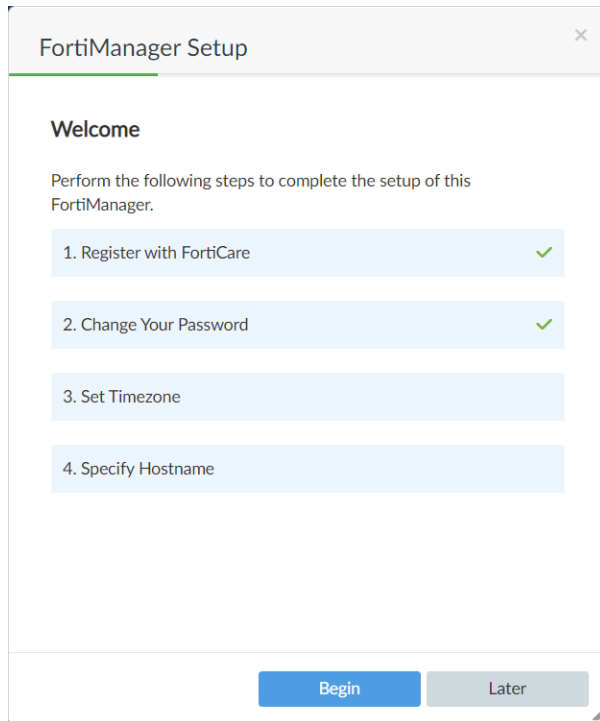 FortiManager Setup
Welcome
Perform the following steps to complete the setup of this
FortiManager.
1. Register with FortiCare
2. Change Your Password
3. Set Timezone
4. Specify Hostname
Begin
Later